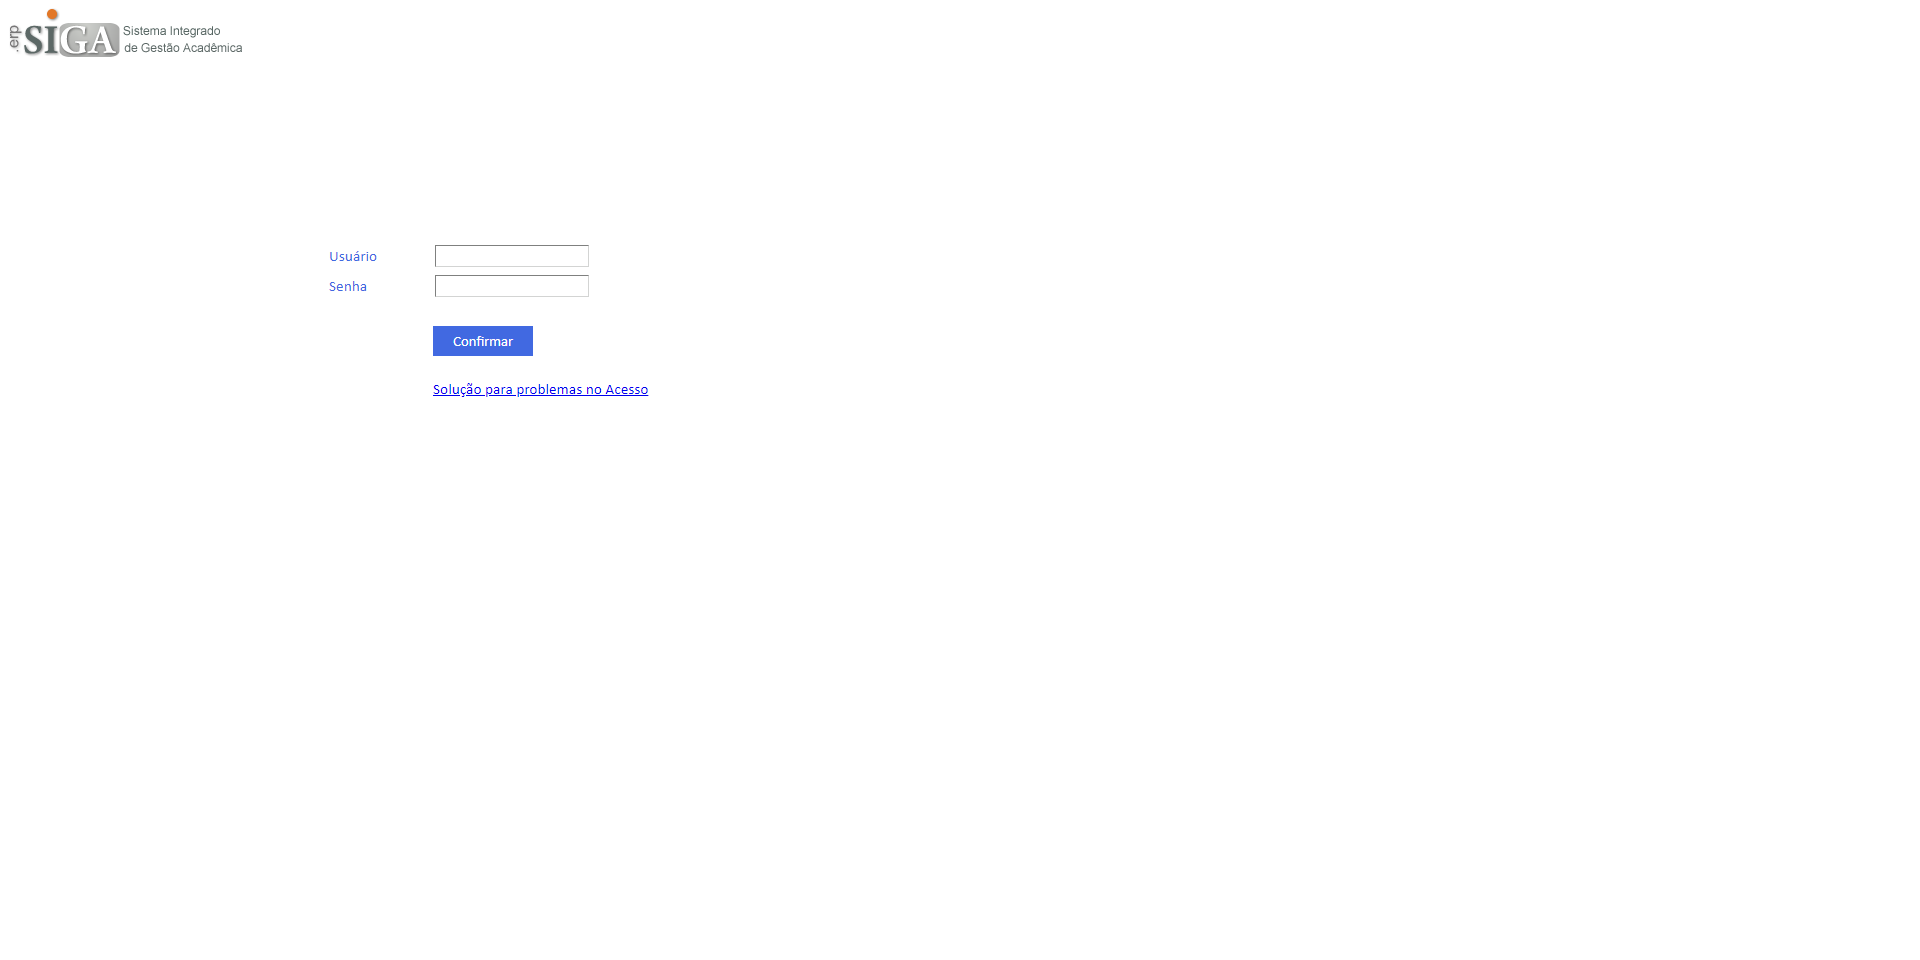 .erp
SIGA
Sistema Integrado
de Gestão Acadêmica
Usuário
Senha
Confirmar
Solução para problemas no Acesso